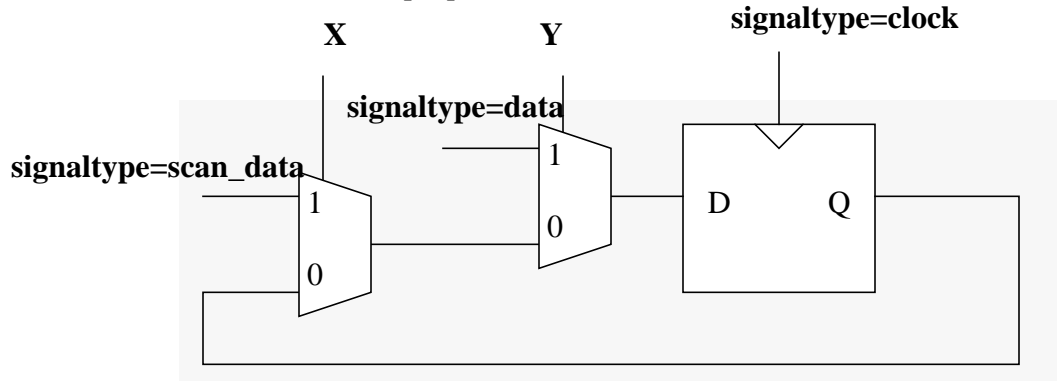 signaltype=clock
X
Y
signaltype=data
signaltype=scan_data
1
0
1
0
D
Q